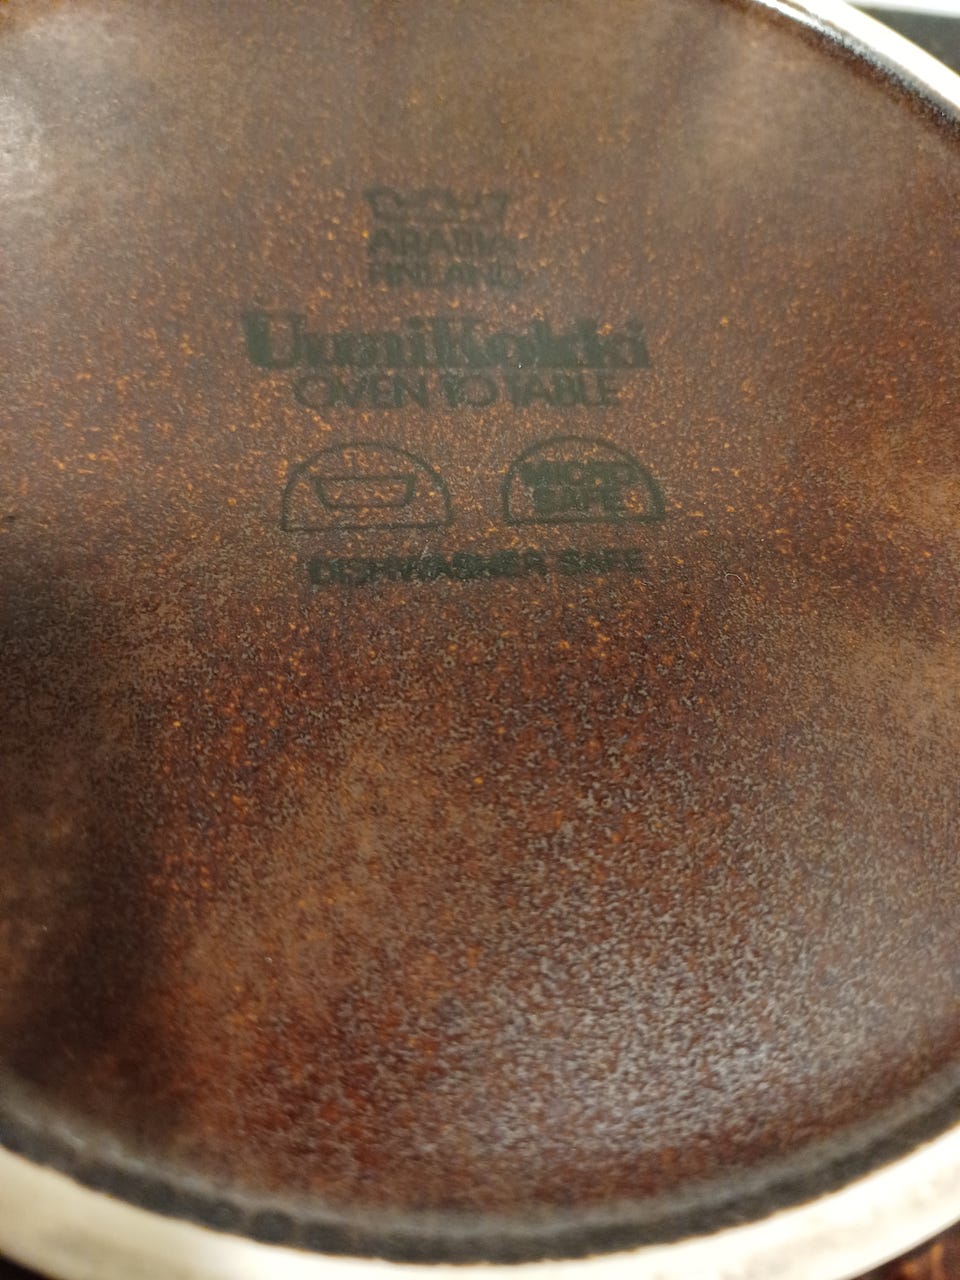 ARABIA
FINLAND
UuniKokki
OVEN TO TABLE
MICRO
SAFE
DISHWASHER SAFE